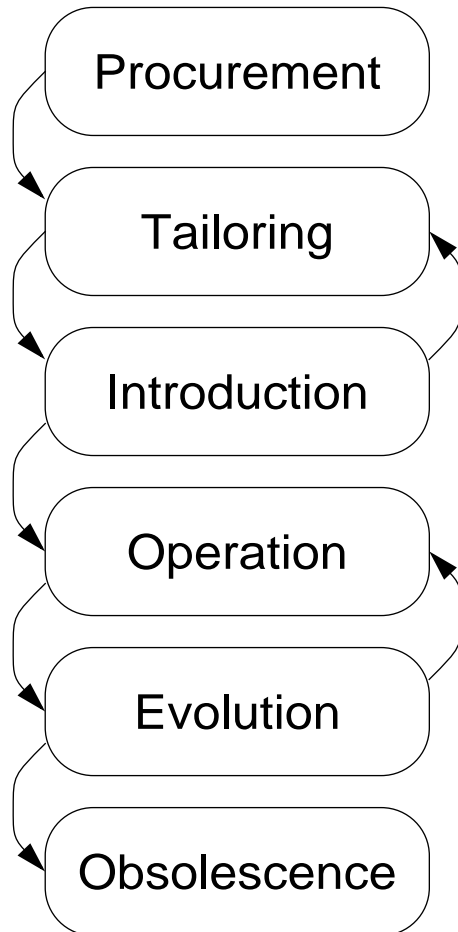 Procurement
Tailoring
Introduction
Operation
Evolution
Obsolescence